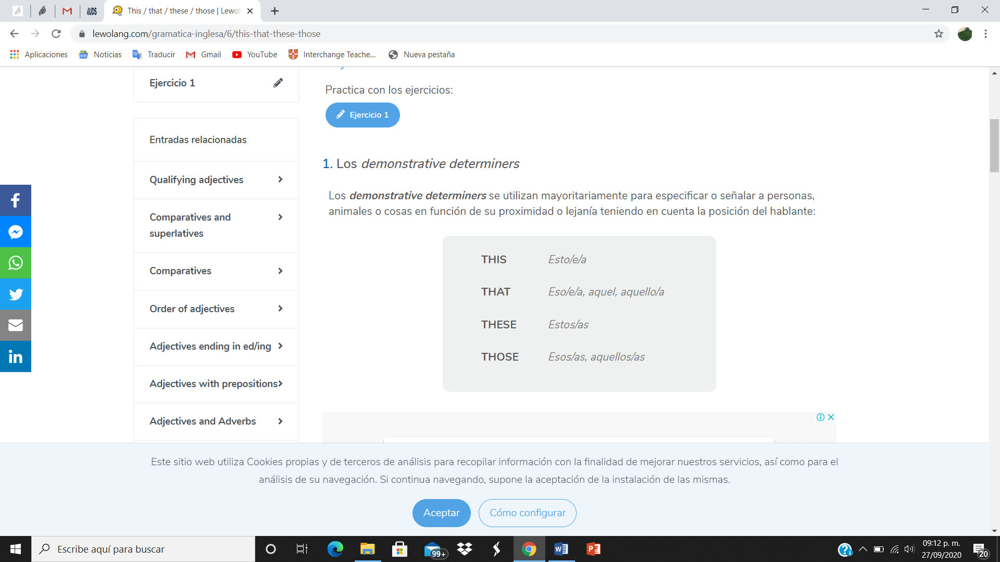 UDS
This / that / these / those | Lewol
lewolang.com/gramatica-inglesa/6/this-that-these-those
Aplicaciones
Noticias
Traducir
Gmail
YouTube
Interchange Teache...
Nueva pestaña
Ejercicio 1
Entradas relacionadas
Qualifying adjectives
Comparatives and
superlatives
Comparatives
Order of adjectives
Adjectives ending in ed/ing
Adjectives with prepositions
Adjectives and Adverbs
Practica con los ejercicios:
Ejercicio 1
1. Los demonstrative determiners
Los demonstrative determiners se utilizan mayoritariamente para especificar o señalar a personas,
animales o cosas en función de su proximidad o lejanía teniendo en cuenta la posición del hablante:
THIS Esto/e/a
THAT Eso/e/a, aquel, aquello/a
THESE Estos/as
THOSE Esos/as, aquellos/as
Este sitio web utiliza Cookies propias y de terceros de análisis para recopilar información con la finalidad de mejorar nuestros servicios, así como para el
análisis de su navegación. Si continua navegando, supone la aceptación de la instalación de las mismas.
Aceptar
Cómo configurar
Escribe aquí para buscar
99+
09:12 p. m.
27/09/2020
20